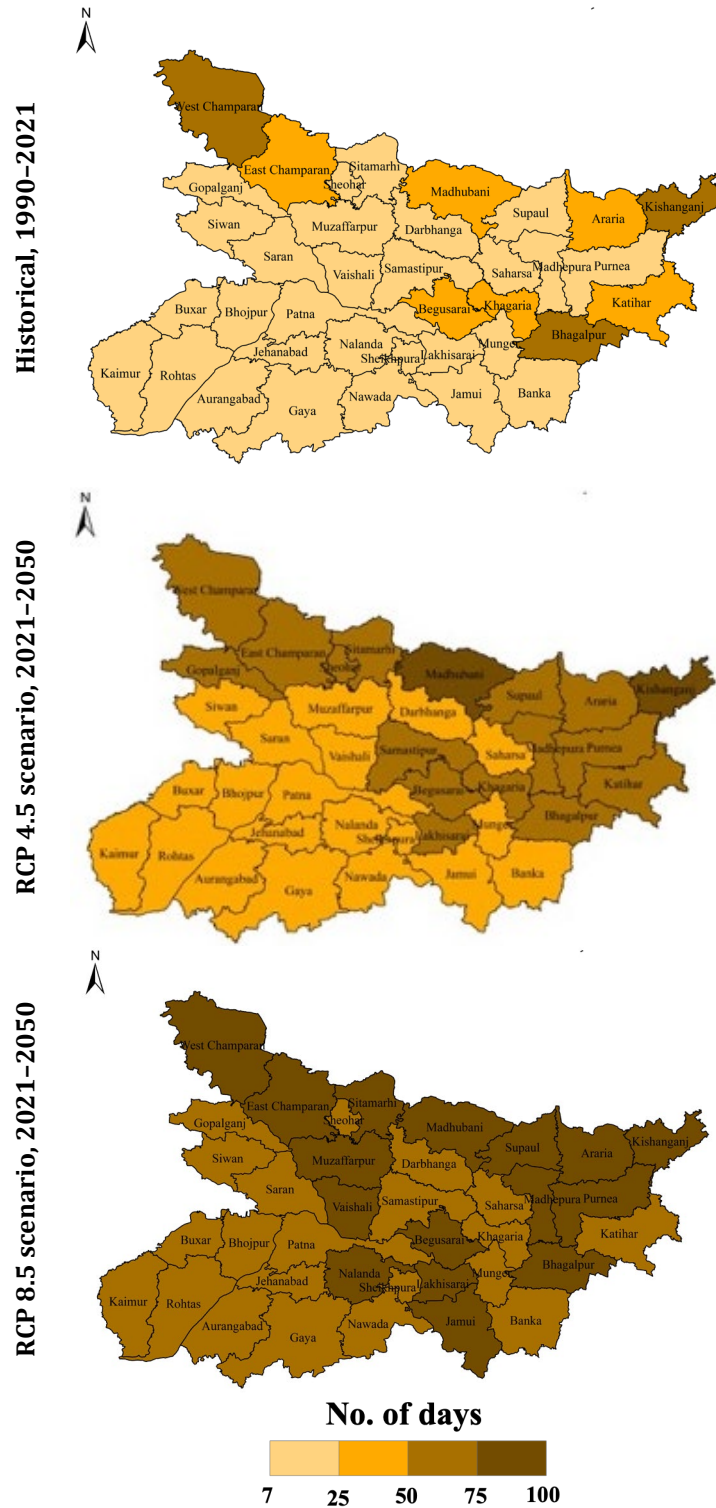 N
Historical, 1990–2021
West Champaran
East Champaran
Sitamarhi
Sheohar
Gopalganj
Madhubani
Kishanganj
Supaul
Araria
Siwan
Muzaffarpur
Darbhanga
Saran
Vaishali
Samastipur
Saharsa
Madhepura
Purnea
Buxar
Bhojpur
Patna
Begusarai
Khagaria
Katihar
Jehanabad
Nalanda
Sheikhpura
Lakhisarai
Munger
Bhagalpur
Kaimur
Rohtas
Aurangabad
Gaya
Nawada
Jamui
Banka
N
RCP 4.5 scenario, 2021–2050
West Champaran
East Champaran
Sitamarhi
Sheohar
Gopalganj
Madhubani
Kishanganj
Supaul
Araria
Siwan
Muzaffarpur
Darbhanga
Saran
Vaishali
Samastipur
Saharsa
Madhepura
Purnea
Buxar
Bhojpur
Patna
Begusarai
Khagaria
Katihar
Jehanabad
Nalanda
Sheikhpura
Lakhisarai
Munger
Bhagalpur
Kaimur
Rohtas
Aurangabad
Gaya
Nawada
Jamui
Banka
N
RCP 8.5 scenario, 2021–2050
West Champaran
East Champaran
Sitamarhi
Sheohar
Gopalganj
Madhubani
Kishanganj
Supaul
Araria
Siwan
Muzaffarpur
Darbhanga
Saran
Vaishali
Samastipur
Saharsa
Madhepura
Purnea
Buxar
Bhojpur
Patna
Begusarai
Khagaria
Katihar
Jehanabad
Nalanda
Sheikhpura
Lakhisarai
Munger
Bhagalpur
Kaimur
Rohtas
Aurangabad
Gaya
Nawada
Jamui
Banka
No. of days
7 25 50 75 100